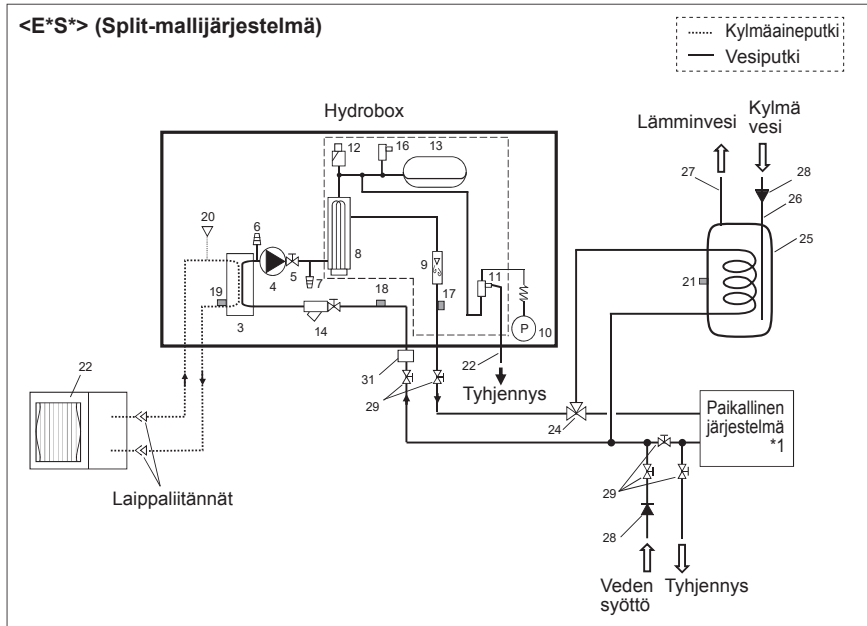 <E*S*> (Split-mallijärjestelmä)
Kylmäaineputki
Vesiputki
Hydrobox
Lämminvesi
Kylmä
vesi
12
16
13
27
28
26
20
6
8
25
4
5
7
9
11
21
19
3
14
18
17
P
10
22
31
22
29
Tyhjennys
24
Paikallinen
järjestelmä
*1
Laippaliitännät
29
28
Veden
syöttö
Tyhjennys